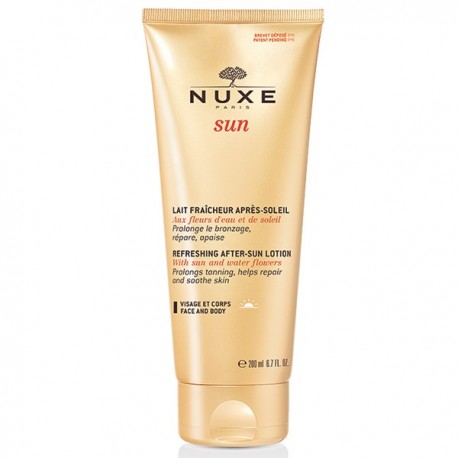 BREVET DÉPOSÉ
PATENT PENDING
NUXE
PARIS
sun
LAIT FRAÎCHEUR APRÈS-SOLEIL
Aux fleurs d'eau et de soleil
Prolonge le bronzage,
répare, apaise
REFRESHING AFTER-SUN LOTION
With sun and water flowers
Prolongs tanning, helps repair
and soothe skin
VISAGE ET CORPS
FACE AND BODY
e 200 ml 6.7 fl. oz.